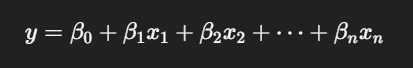 y = β₀ + β₁x₁ + β₂x₂ + ··· + βₙxₙ